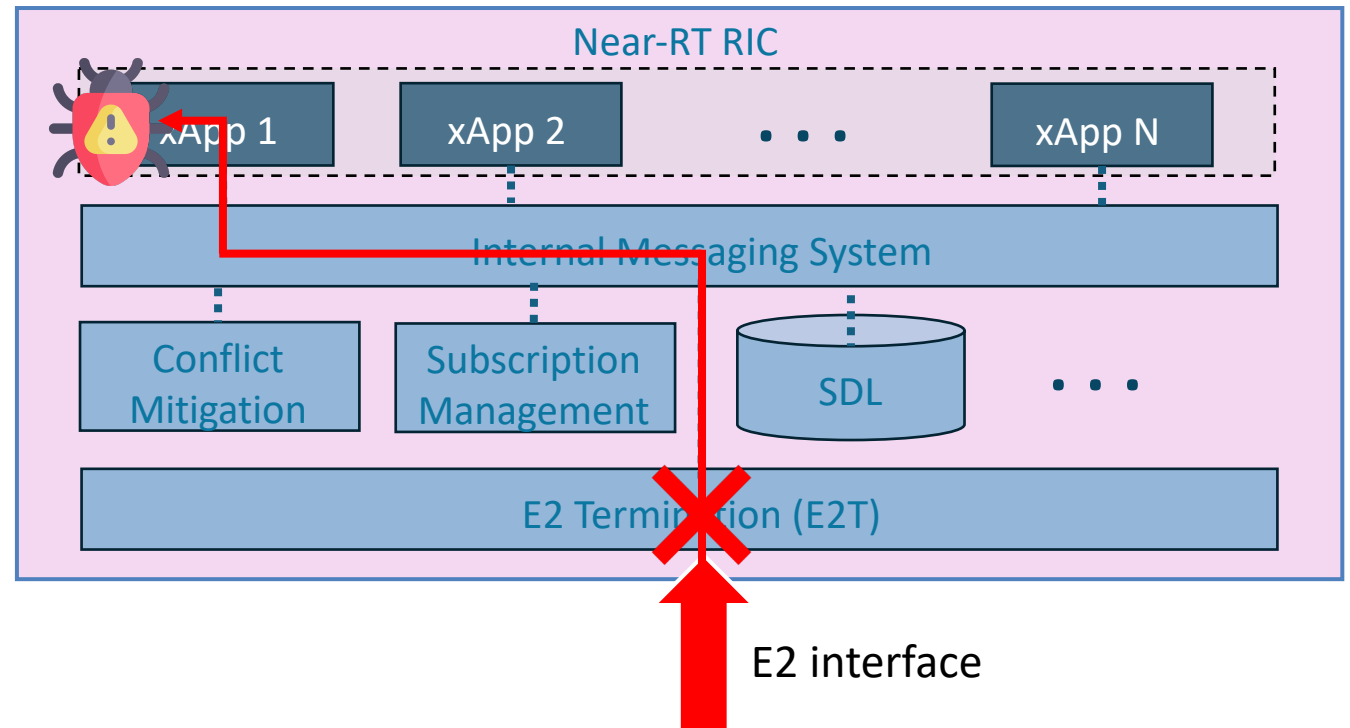 Near-RT RIC
xApp 1
xApp 2
. . .
xApp N
Internal Messaging System
Conflict
Mitigation
Subscription
Management
SDL
. . .
E2 Termination (E2T)
E2 interface